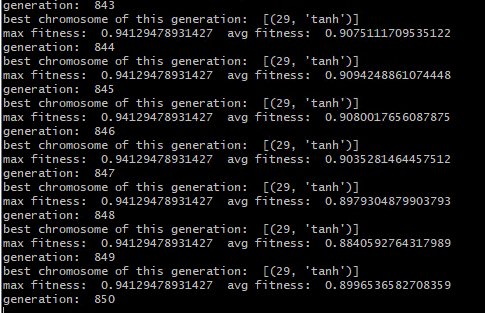 generation:  843
best chromosome of this generation:  [(29, 'tanh')]
max fitness:  0.94129478931427  avg fitness:  0.9075111709535122
generation:  844
best chromosome of this generation:  [(29, 'tanh')]
max fitness:  0.94129478931427  avg fitness:  0.9094248861074448
generation:  845
best chromosome of this generation:  [(29, 'tanh')]
max fitness:  0.94129478931427  avg fitness:  0.9080017656087875
generation:  846
best chromosome of this generation:  [(29, 'tanh')]
max fitness:  0.94129478931427  avg fitness:  0.9035281464457512
generation:  847
best chromosome of this generation:  [(29, 'tanh')]
max fitness:  0.94129478931427  avg fitness:  0.8979304879903793
generation:  848
best chromosome of this generation:  [(29, 'tanh')]
max fitness:  0.94129478931427  avg fitness:  0.8840592764317989
generation:  849
best chromosome of this generation:  [(29, 'tanh')]
max fitness:  0.94129478931427  avg fitness:  0.8996536582708359
generation:  850